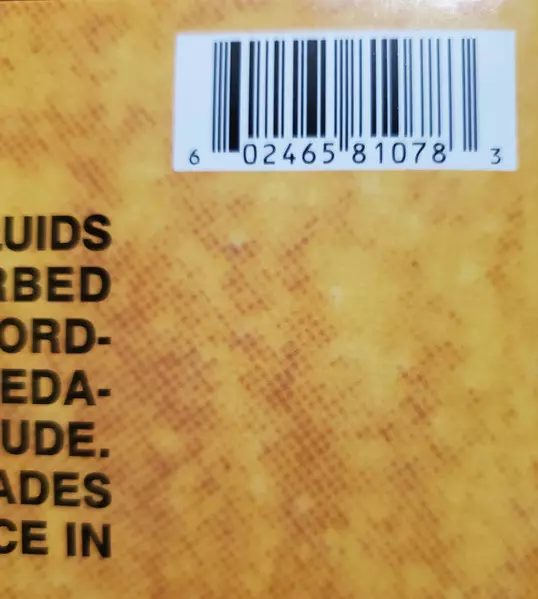 6 02465 81078 3
LUIDS
RBED
ORD-
EDA-
UDE.
ADES
CE IN